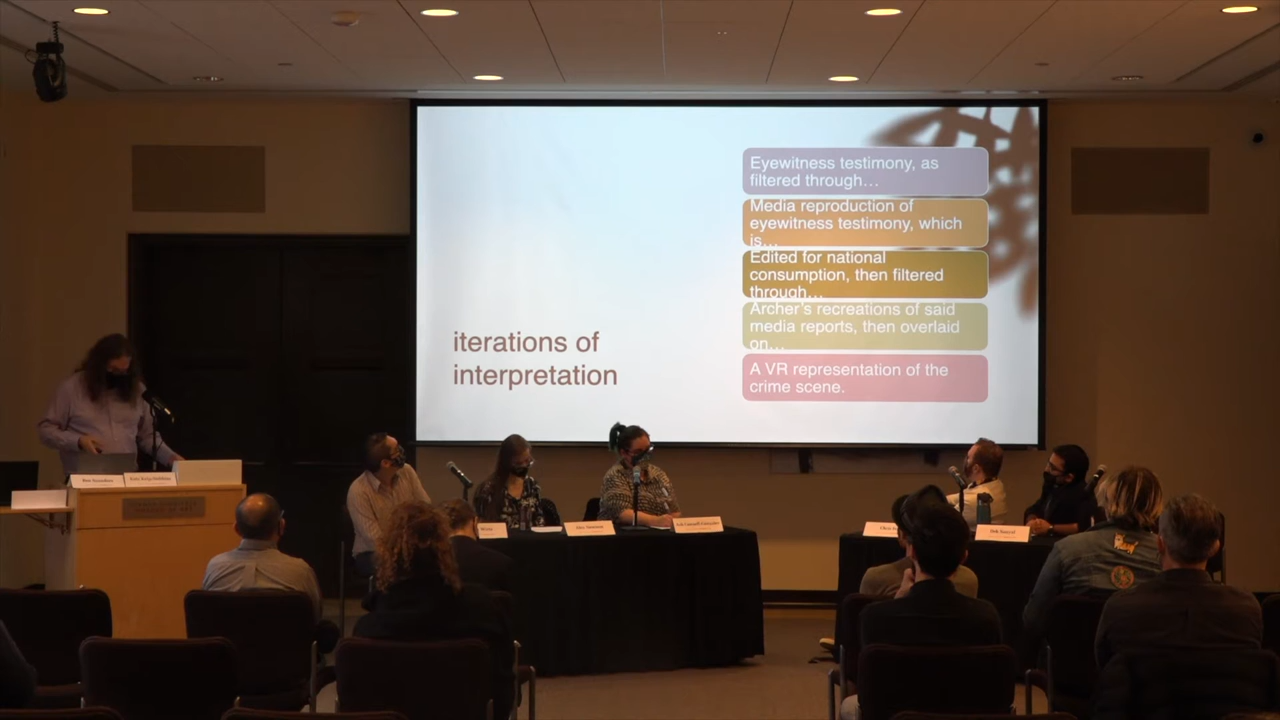 iterations of
interpretation
Eyewitness testimony, as
filtered through…
Media reproduction of
eyewitness testimony, which
is…
Edited for national
consumption, then filtered
through…
Archer's recreations of said
media reports, then overlaid
on…
A VR representation of the
crime scene.